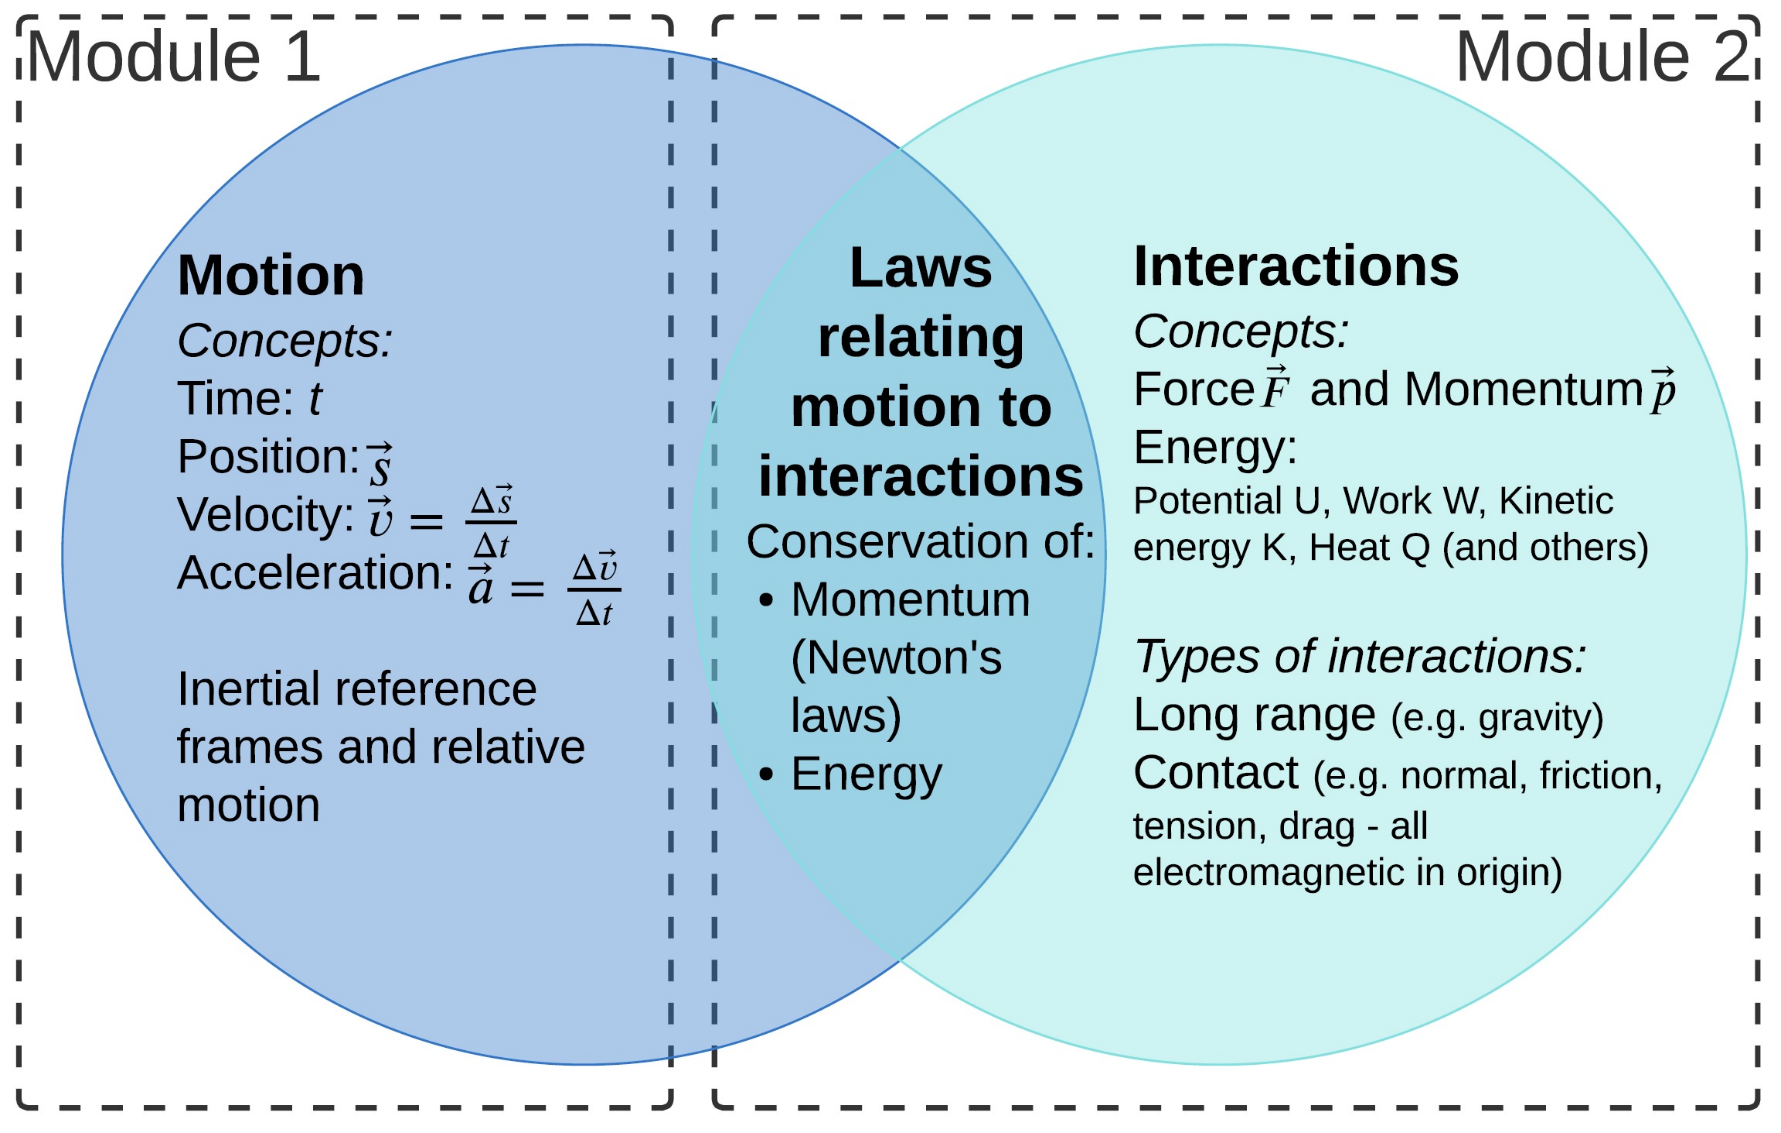 Module 1
Module 2
Motion
Concepts:
Time: t
Position: s⃗
Velocity: v⃗ = Δs⃗/Δt
Acceleration: a⃗ = Δv⃗/Δt
Inertial reference
frames and relative
motion
Laws
relating
motion to
interactions
Conservation of:
• Momentum
(Newton's
laws)
• Energy
Interactions
Concepts:
Force F⃗ and Momentum p⃗
Energy:
Potential U, Work W, Kinetic
energy K, Heat Q (and others)
Types of interactions:
Long range (e.g. gravity)
Contact (e.g. normal, friction,
tension, drag - all
electromagnetic in origin)